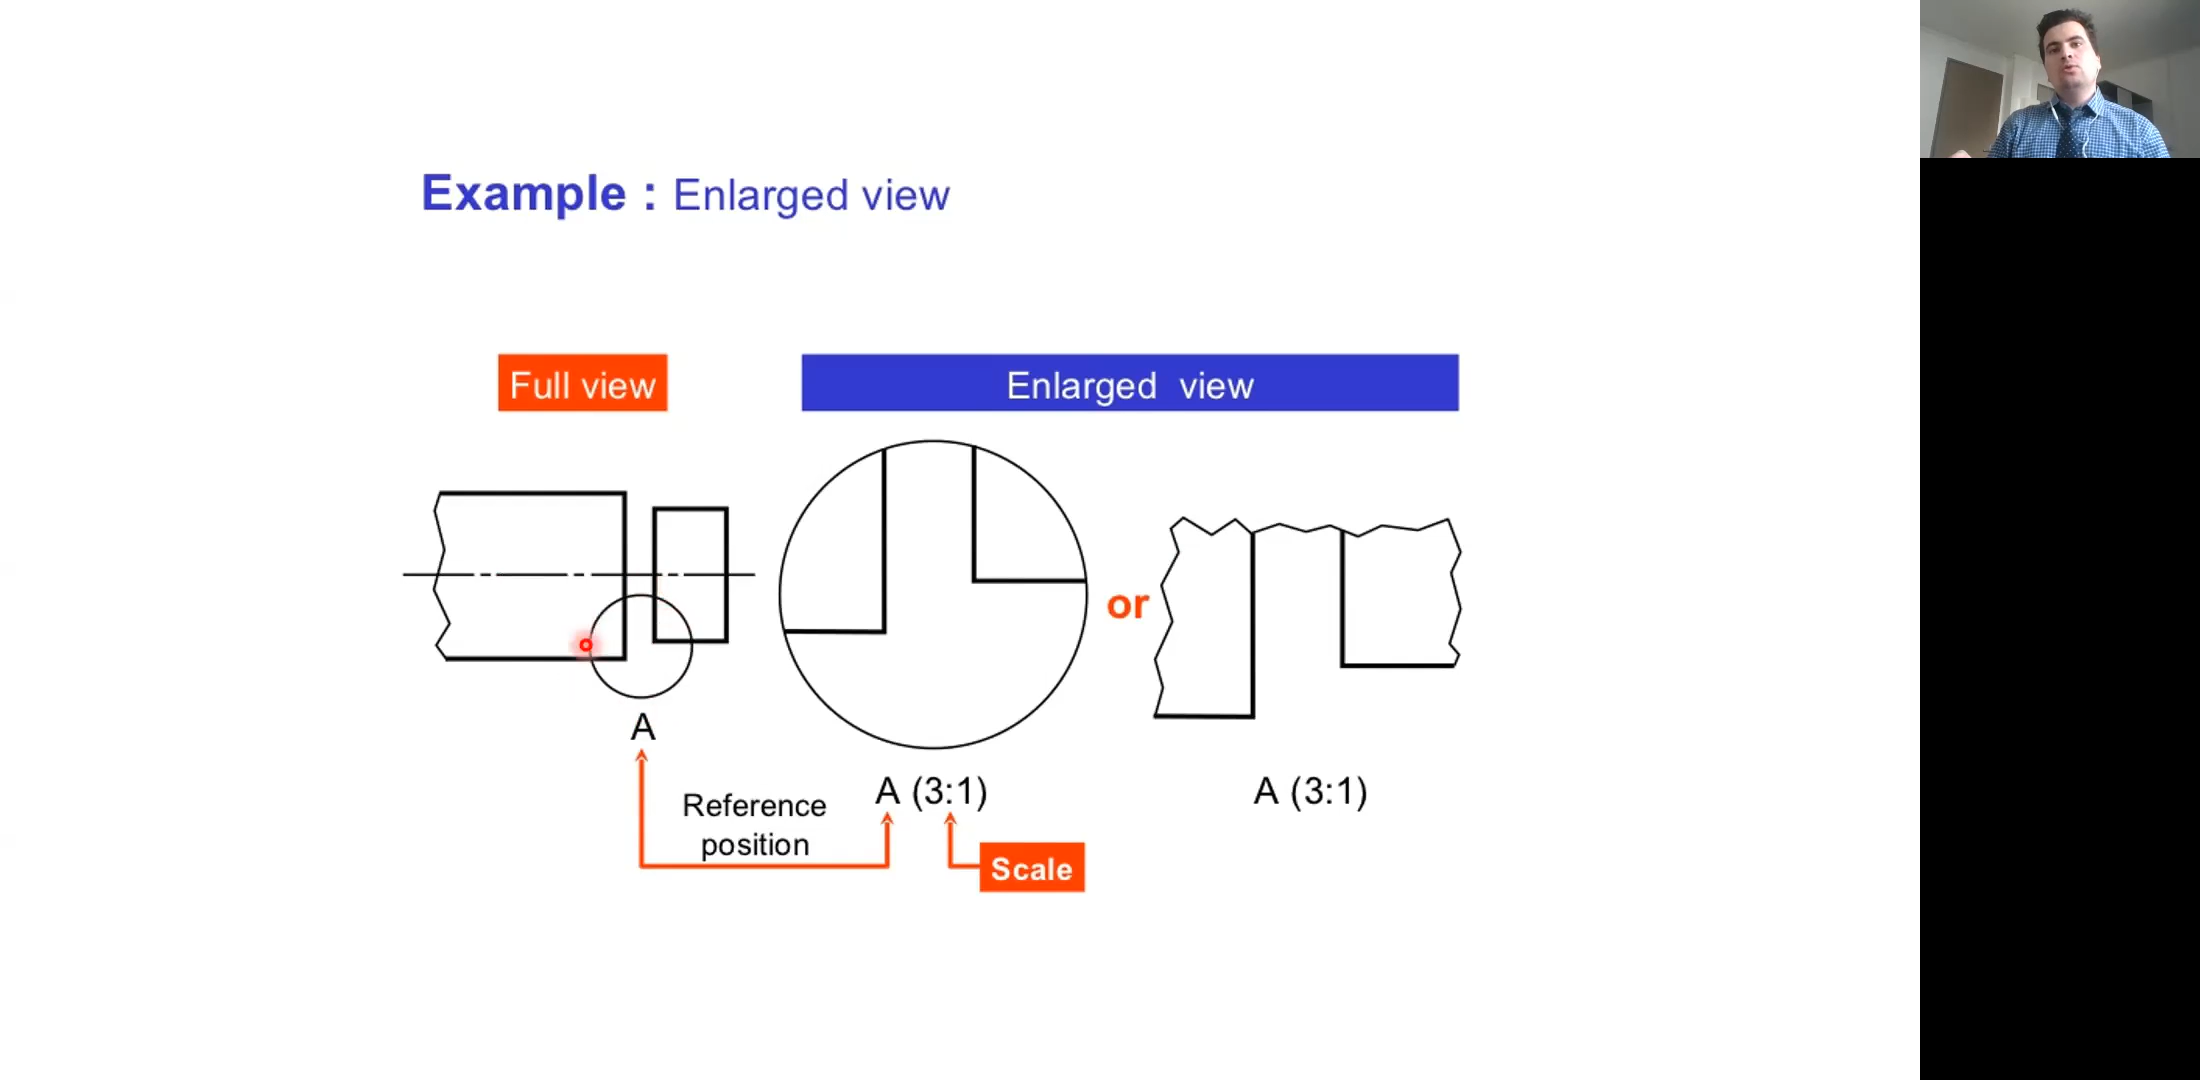 Example : Enlarged view
Full view
Enlarged view
or
A
A (3:1)
A (3:1)
Reference
position
Scale